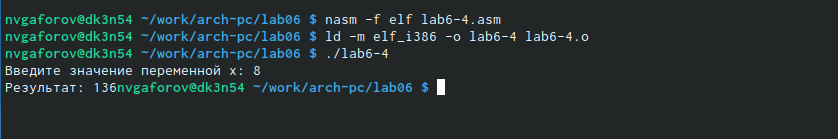 nvgaforov@dk3n54 ~/work/arch-pc/lab06 $ nasm -f elf lab6-4.asm
nvgaforov@dk3n54 ~/work/arch-pc/lab06 $ ld -m elf_i386 -o lab6-4 lab6-4.o
nvgaforov@dk3n54 ~/work/arch-pc/lab06 $ ./lab6-4
Введите значение переменной x: 8
Результат: 136nvgaforov@dk3n54 ~/work/arch-pc/lab06 $